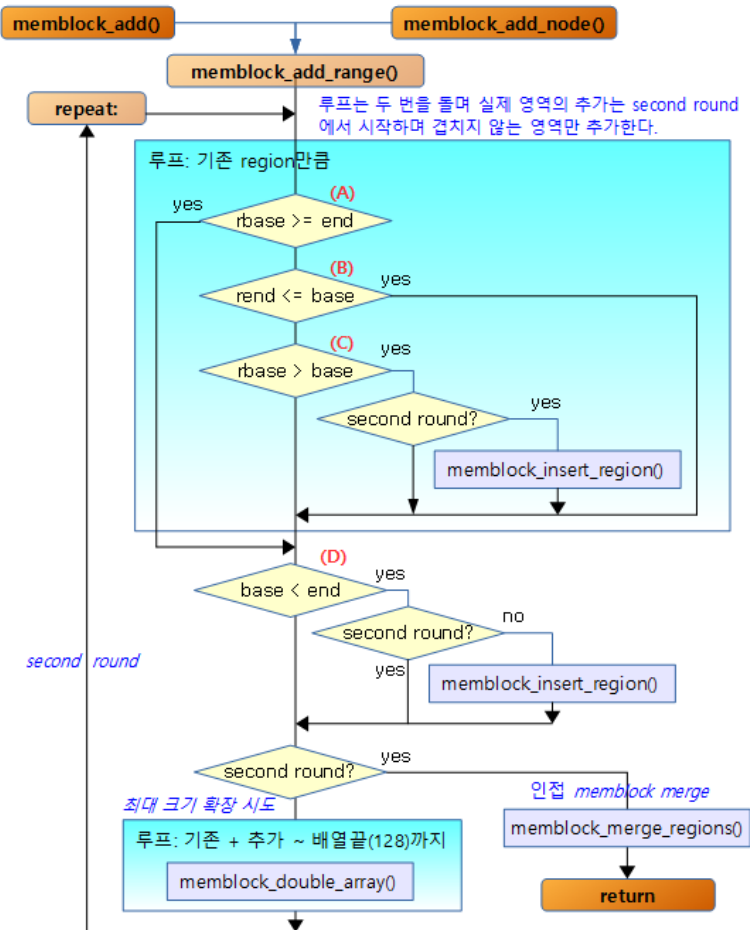 memblock_add()
memblock_add_node()
memblock_add_range()
repeat:
루프는 두 번을 돌며 실제 영역의 추가는 second round
에서 시작하며 겹치지 않는 영역만 추가한다.
루프: 기존 region만큼
(A)
yes
rbase >= end
(B)
yes
rend <= base
(C)
yes
rbase > base
yes
second round?
memblock_insert_region()
(D)
yes
base < end
no
second round?
second round
yes
memblock_insert_region()
yes
second round?
인접 memblock merge
최대 크기 확장 시도
memblock_merge_regions()
루프: 기존 + 추가 ~ 배열끝(128)까지
memblock_double_array()
return